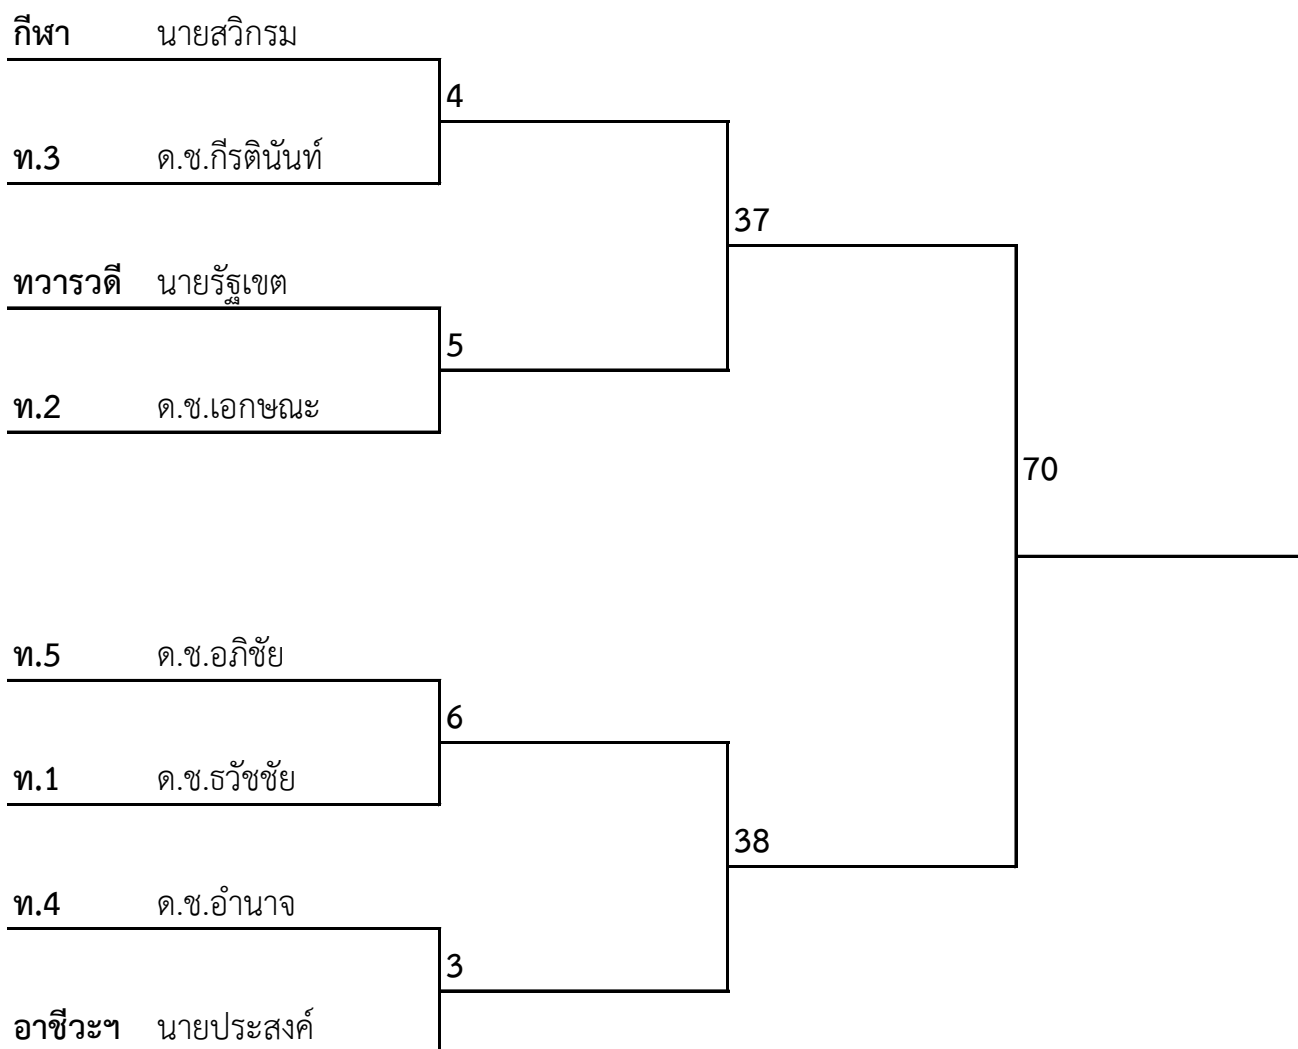 กีฬา นายสวิกรม
4
ท.3 ด.ช.กีรตินันท์
37
ทวารวดี นายรัฐเขต
5
ท.2 ด.ช.เอกษณะ
70
ท.5 ด.ช.อภิชัย
6
ท.1 ด.ช.ธวัชชัย
38
ท.4 ด.ช.อำนาจ
3
อาชีวะฯ นายประสงค์